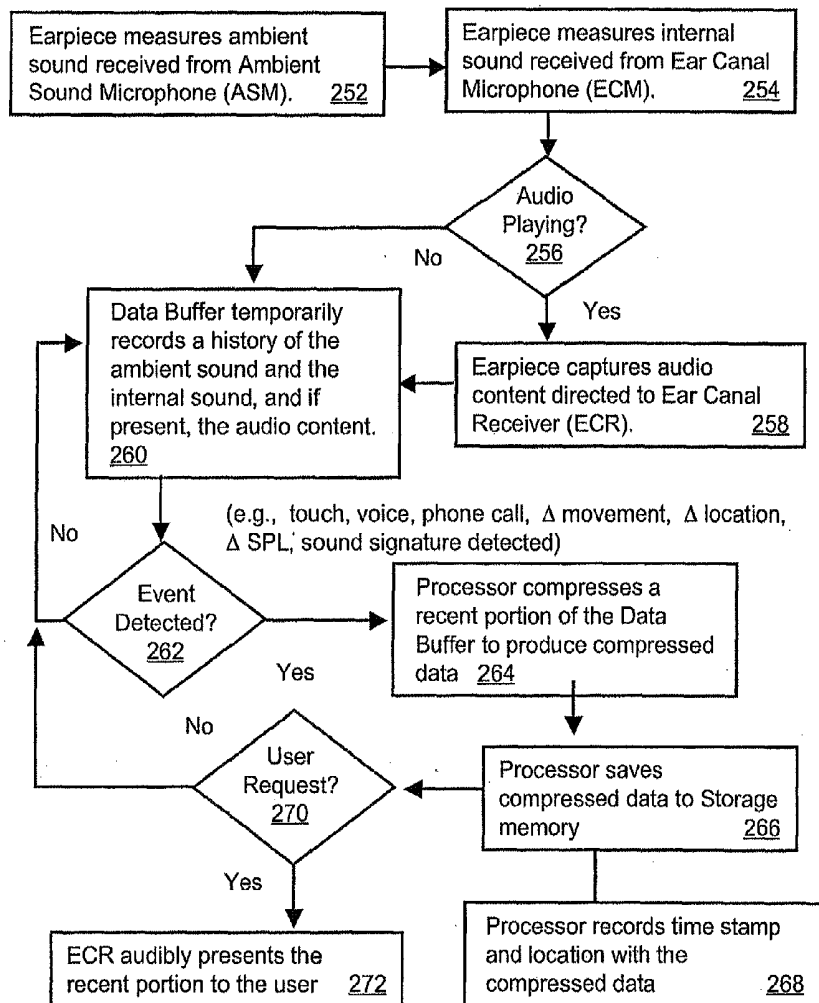 Earpiece measures ambient
sound received from Ambient
Sound Microphone (ASM). 252
Earpiece measures internal
sound received from Ear Canal
Microphone (ECM). 254
Audio
Playing?
256
No
Yes
Data Buffer temporarily
records a history of the
ambient sound and the
internal sound, and if
present, the audio content.
260
Earpiece captures audio
content directed to Ear Canal
Receiver (ECR). 258
(e.g., touch, voice, phone call, Δ movement, Δ location,
Δ SPL, sound signature detected)
No
Event
Detected?
262
Yes
Processor compresses a
recent portion of the Data
Buffer to produce compressed
data 264
No
User
Request?
270
Processor saves
compressed data to Storage
memory 266
Yes
ECR audibly presents the
recent portion to the user 272
Processor records time stamp
and location with the
compressed data 268